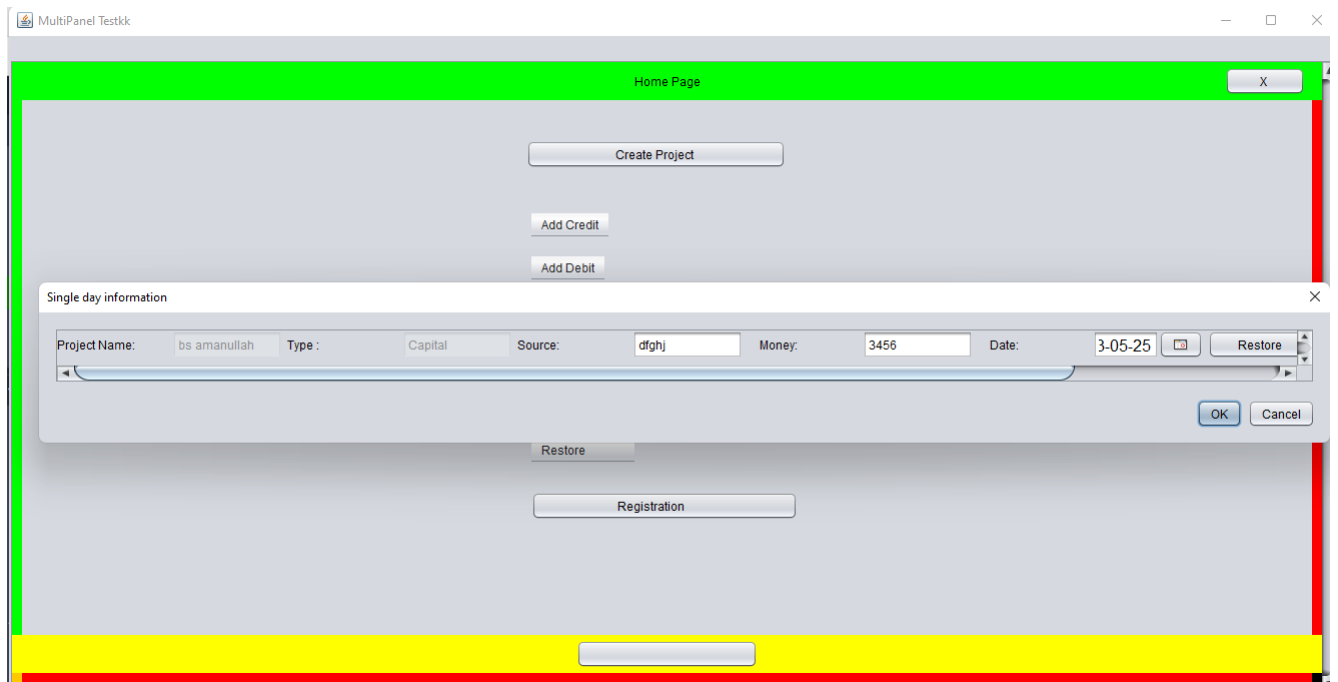 MultiPanel Testkk
Home Page X
Create Project
Add Credit
Add Debit
Single day information
Project Name: bs amanullah Type : Capital Source: dfghj Money: 3456 Date: 3-05-25 Restore
OK Cancel
Restore
Registration